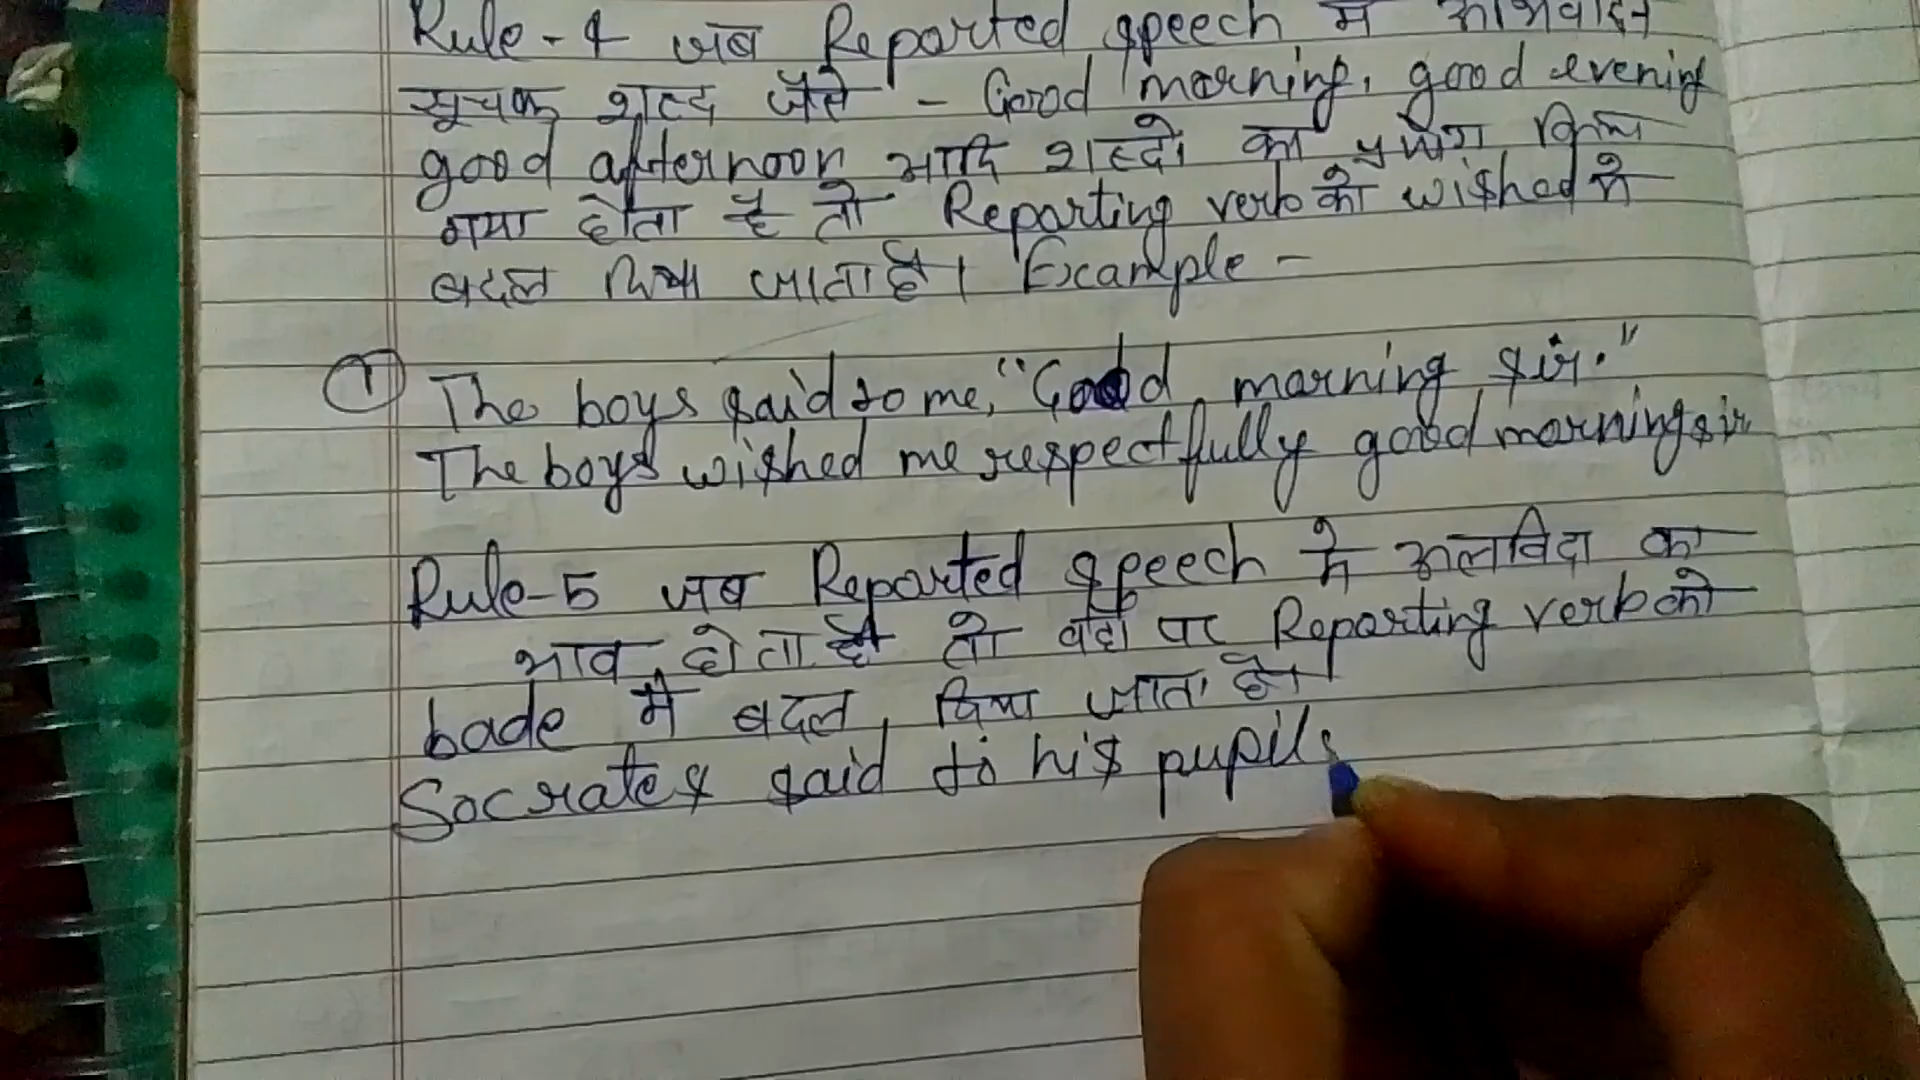 Rule-4 जब Reported speech में अभिवादन
सूचक शब्द जैसे - Good morning, good evening
good afternoon आदि शब्दों का प्रयोग किया
गया होता है तो Reporting verb को wished में
बदल दिया जाता है। Example -
① The boys said to me, "Good morning sir."
The boys wished me respectfully good morning sir
Rule-5 जब Reported speech में अलविदा का
भाव होता है तो वहाँ पर Reporting verb को
bade में बदल दिया जाता है।
Socrates said to his pupils